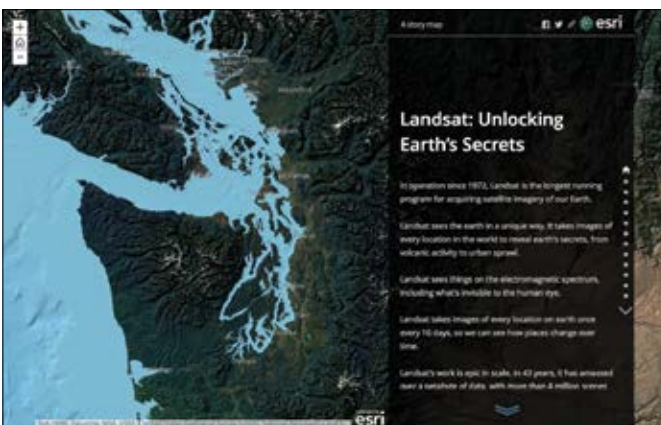 A story map
esri
Landsat: Unlocking
Earth's Secrets
In operation since 1972, Landsat is the longest running
program for acquiring satellite imagery of our Earth.
Landsat sees the earth in a unique way. It takes images of
every location in the world to reveal earth's secrets, from
volcanic activity to urban sprawl.
Landsat sees things on the electromagnetic spectrum,
including what's invisible to the human eye.
Landsat takes images of every location on earth once
every 16 days, so we can see how places change over
time.
Landsat's work is epic in scale. In 43 years, it has amassed
over a petabyte of data, with more than 4 million scenes
esri